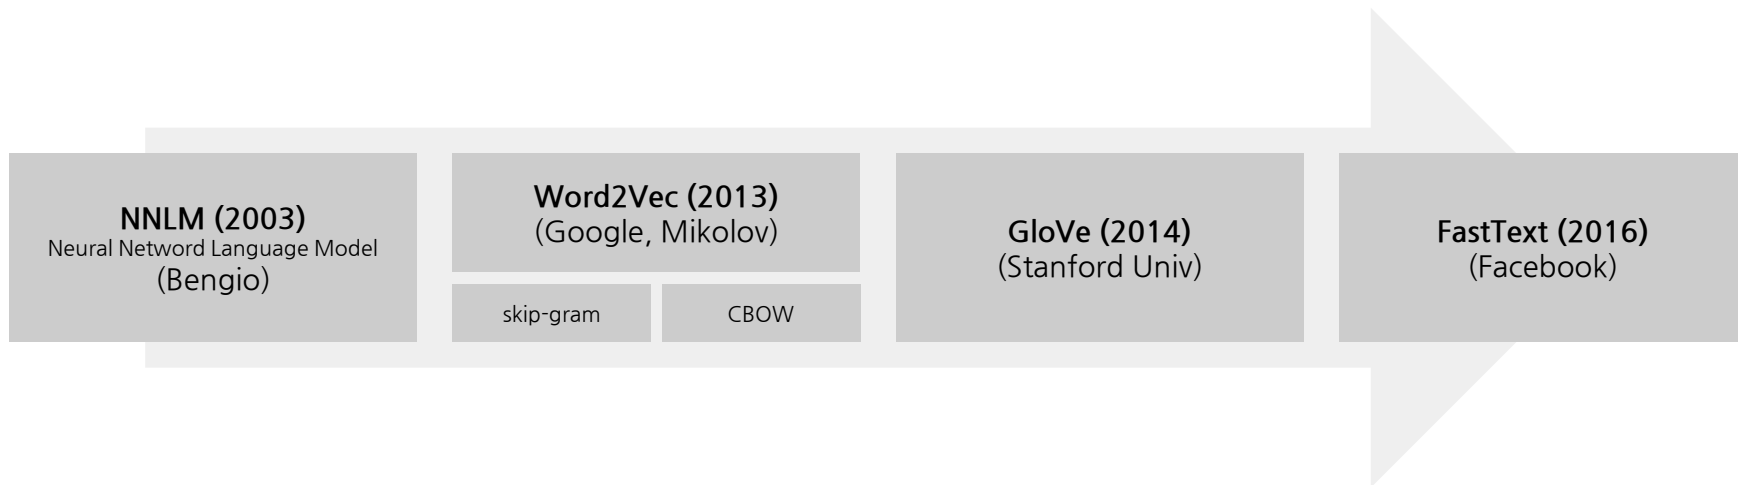 NNLM (2003)
Neural Netword Language Model
(Bengio)
Word2Vec (2013)
(Google, Mikolov)
skip-gram
CBOW
GloVe (2014)
(Stanford Univ)
FastText (2016)
(Facebook)